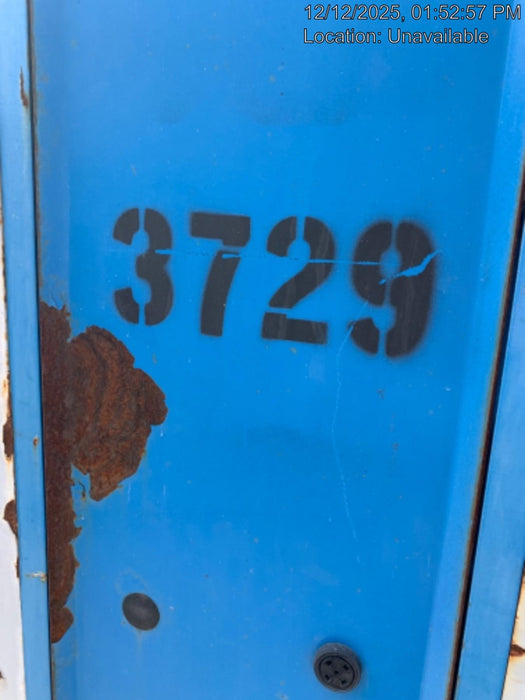 12/12/2025, 01:52:57 PM
Location: Unavailable
3729